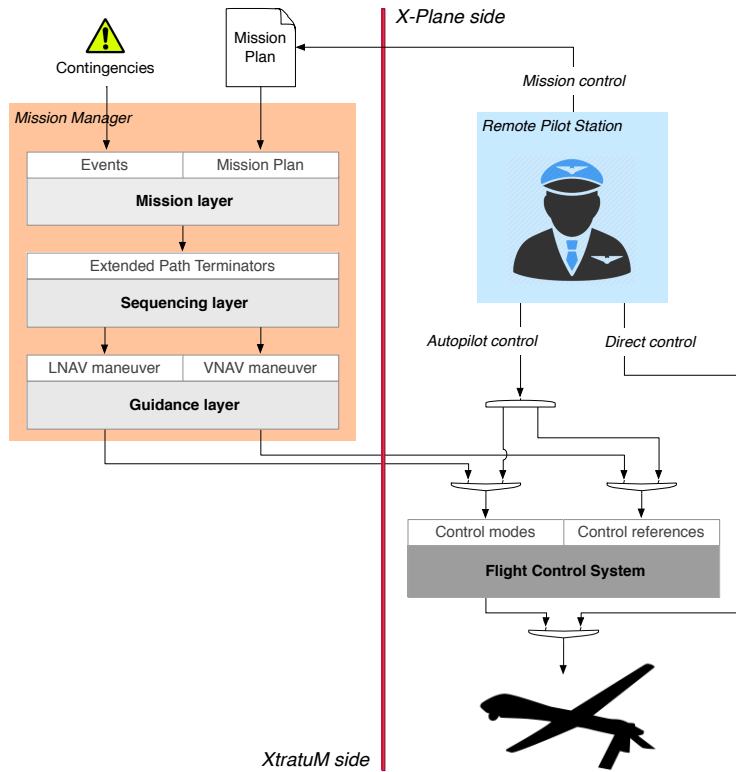 X-Plane side
Mission
Plan
Contingencies
Mission control
Mission Manager
Remote Pilot Station
Events
Mission Plan
Mission layer
Extended Path Terminators
Sequencing layer
Autopilot control
Direct control
LNAV maneuver
VNAV maneuver
Guidance layer
Control modes
Control references
Flight Control System
XtratuM side